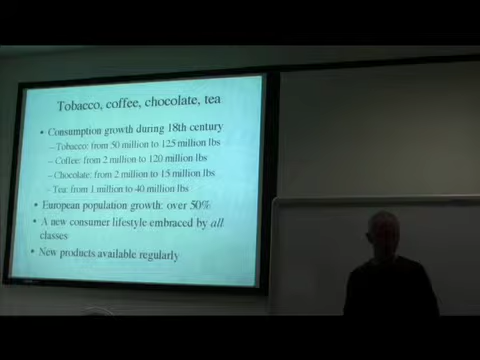 Tobacco, coffee, chocolate, tea
• Consumption growth during 18th century
– Tobacco: from 50 million to 125 million lbs
– Coffee: from 2 million to 120 million lbs
– Chocolate: from 2 million to 15 million lbs
– Tea: from 1 million to 40 million lbs
• European population growth: over 50%
• A new consumer lifestyle embraced by all
classes
• New products available regularly